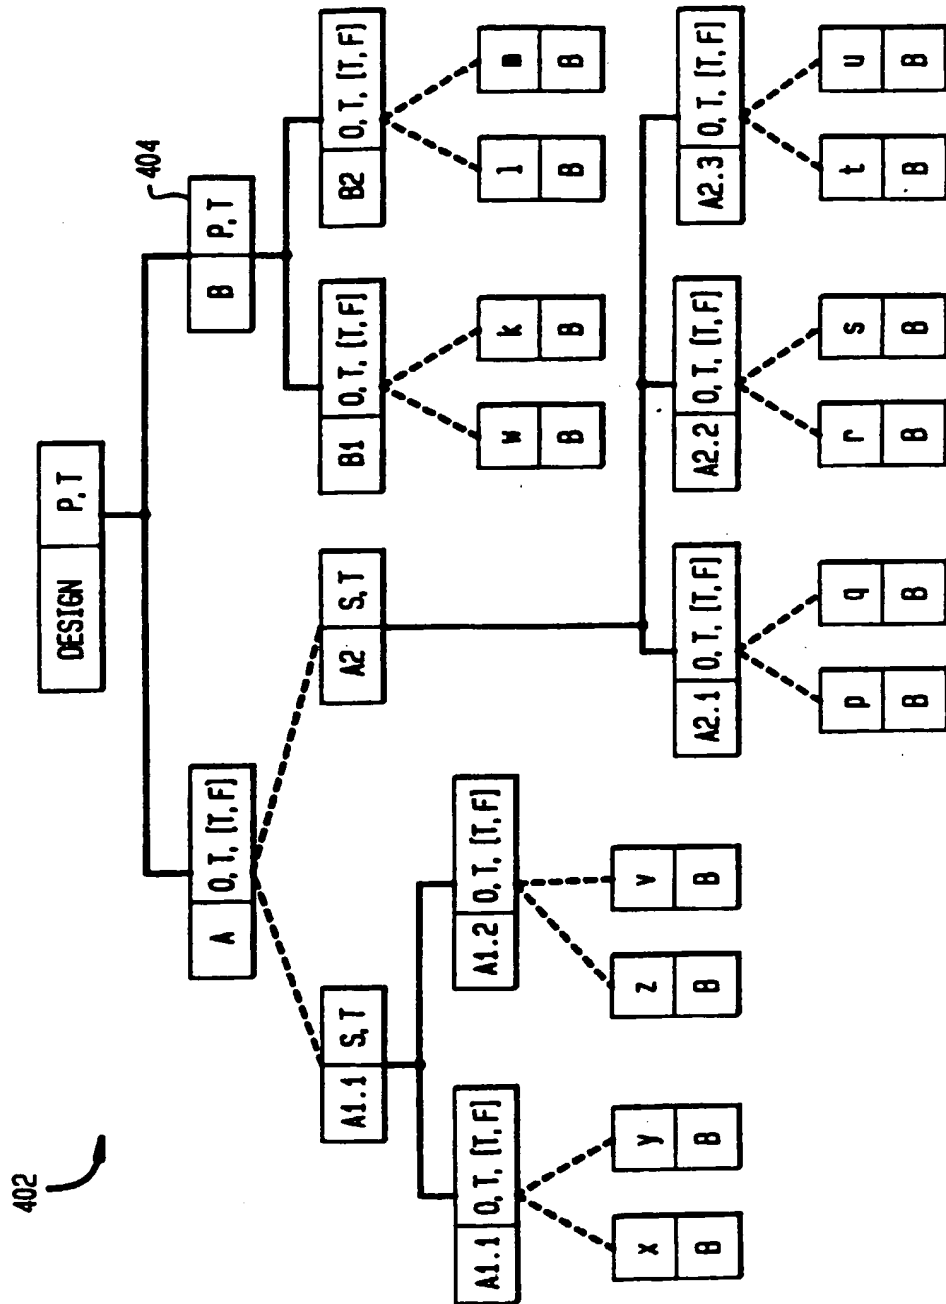 402
DESIGN P,T
A O,T,[T,F]
B P,T
404
A1.1 S,T
A2 S,T
B1 O,T,[T,F]
B2 O,T,[T,F]
A1.1 O,T,[T,F]
A1.2 O,T,[T,F]
w
B
k
B
l
B
m
B
x
B
y
B
z
B
v
B
A2.1 O,T,[T,F]
A2.2 O,T,[T,F]
A2.3 O,T,[T,F]
p
B
q
B
r
B
s
B
t
B
u
B